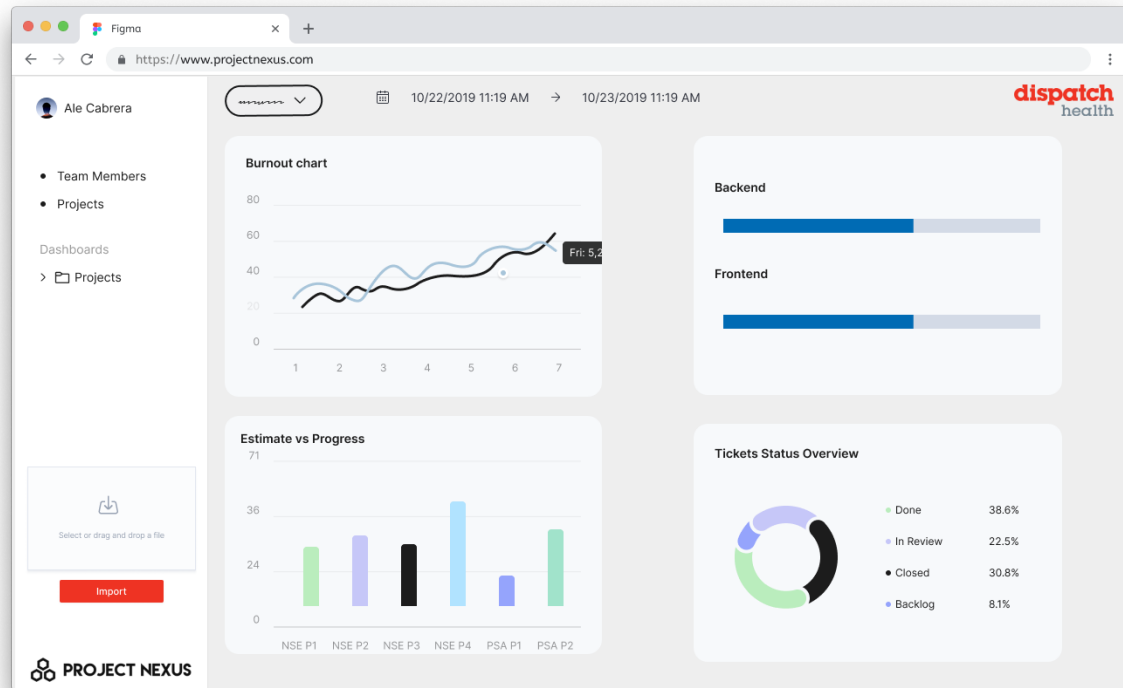 Figma
https://www.projectnexus.com
Ale Cabrera
Team Members
Projects
Dashboards
Projects
Select or drag and drop a file
Import
PROJECT NEXUS
10/22/2019 11:19 AM → 10/23/2019 11:19 AM
dispatch
health
Burnout chart
80
60
40
20
0
1 2 3 4 5 6 7
Fri: 5,2
Backend
Frontend
Estimate vs Progress
71
36
24
0
NSE P1 NSE P2 NSE P3 NSE P4 PSA P1 PSA P2
Tickets Status Overview
Done 38.6%
In Review 22.5%
Closed 30.8%
Backlog 8.1%